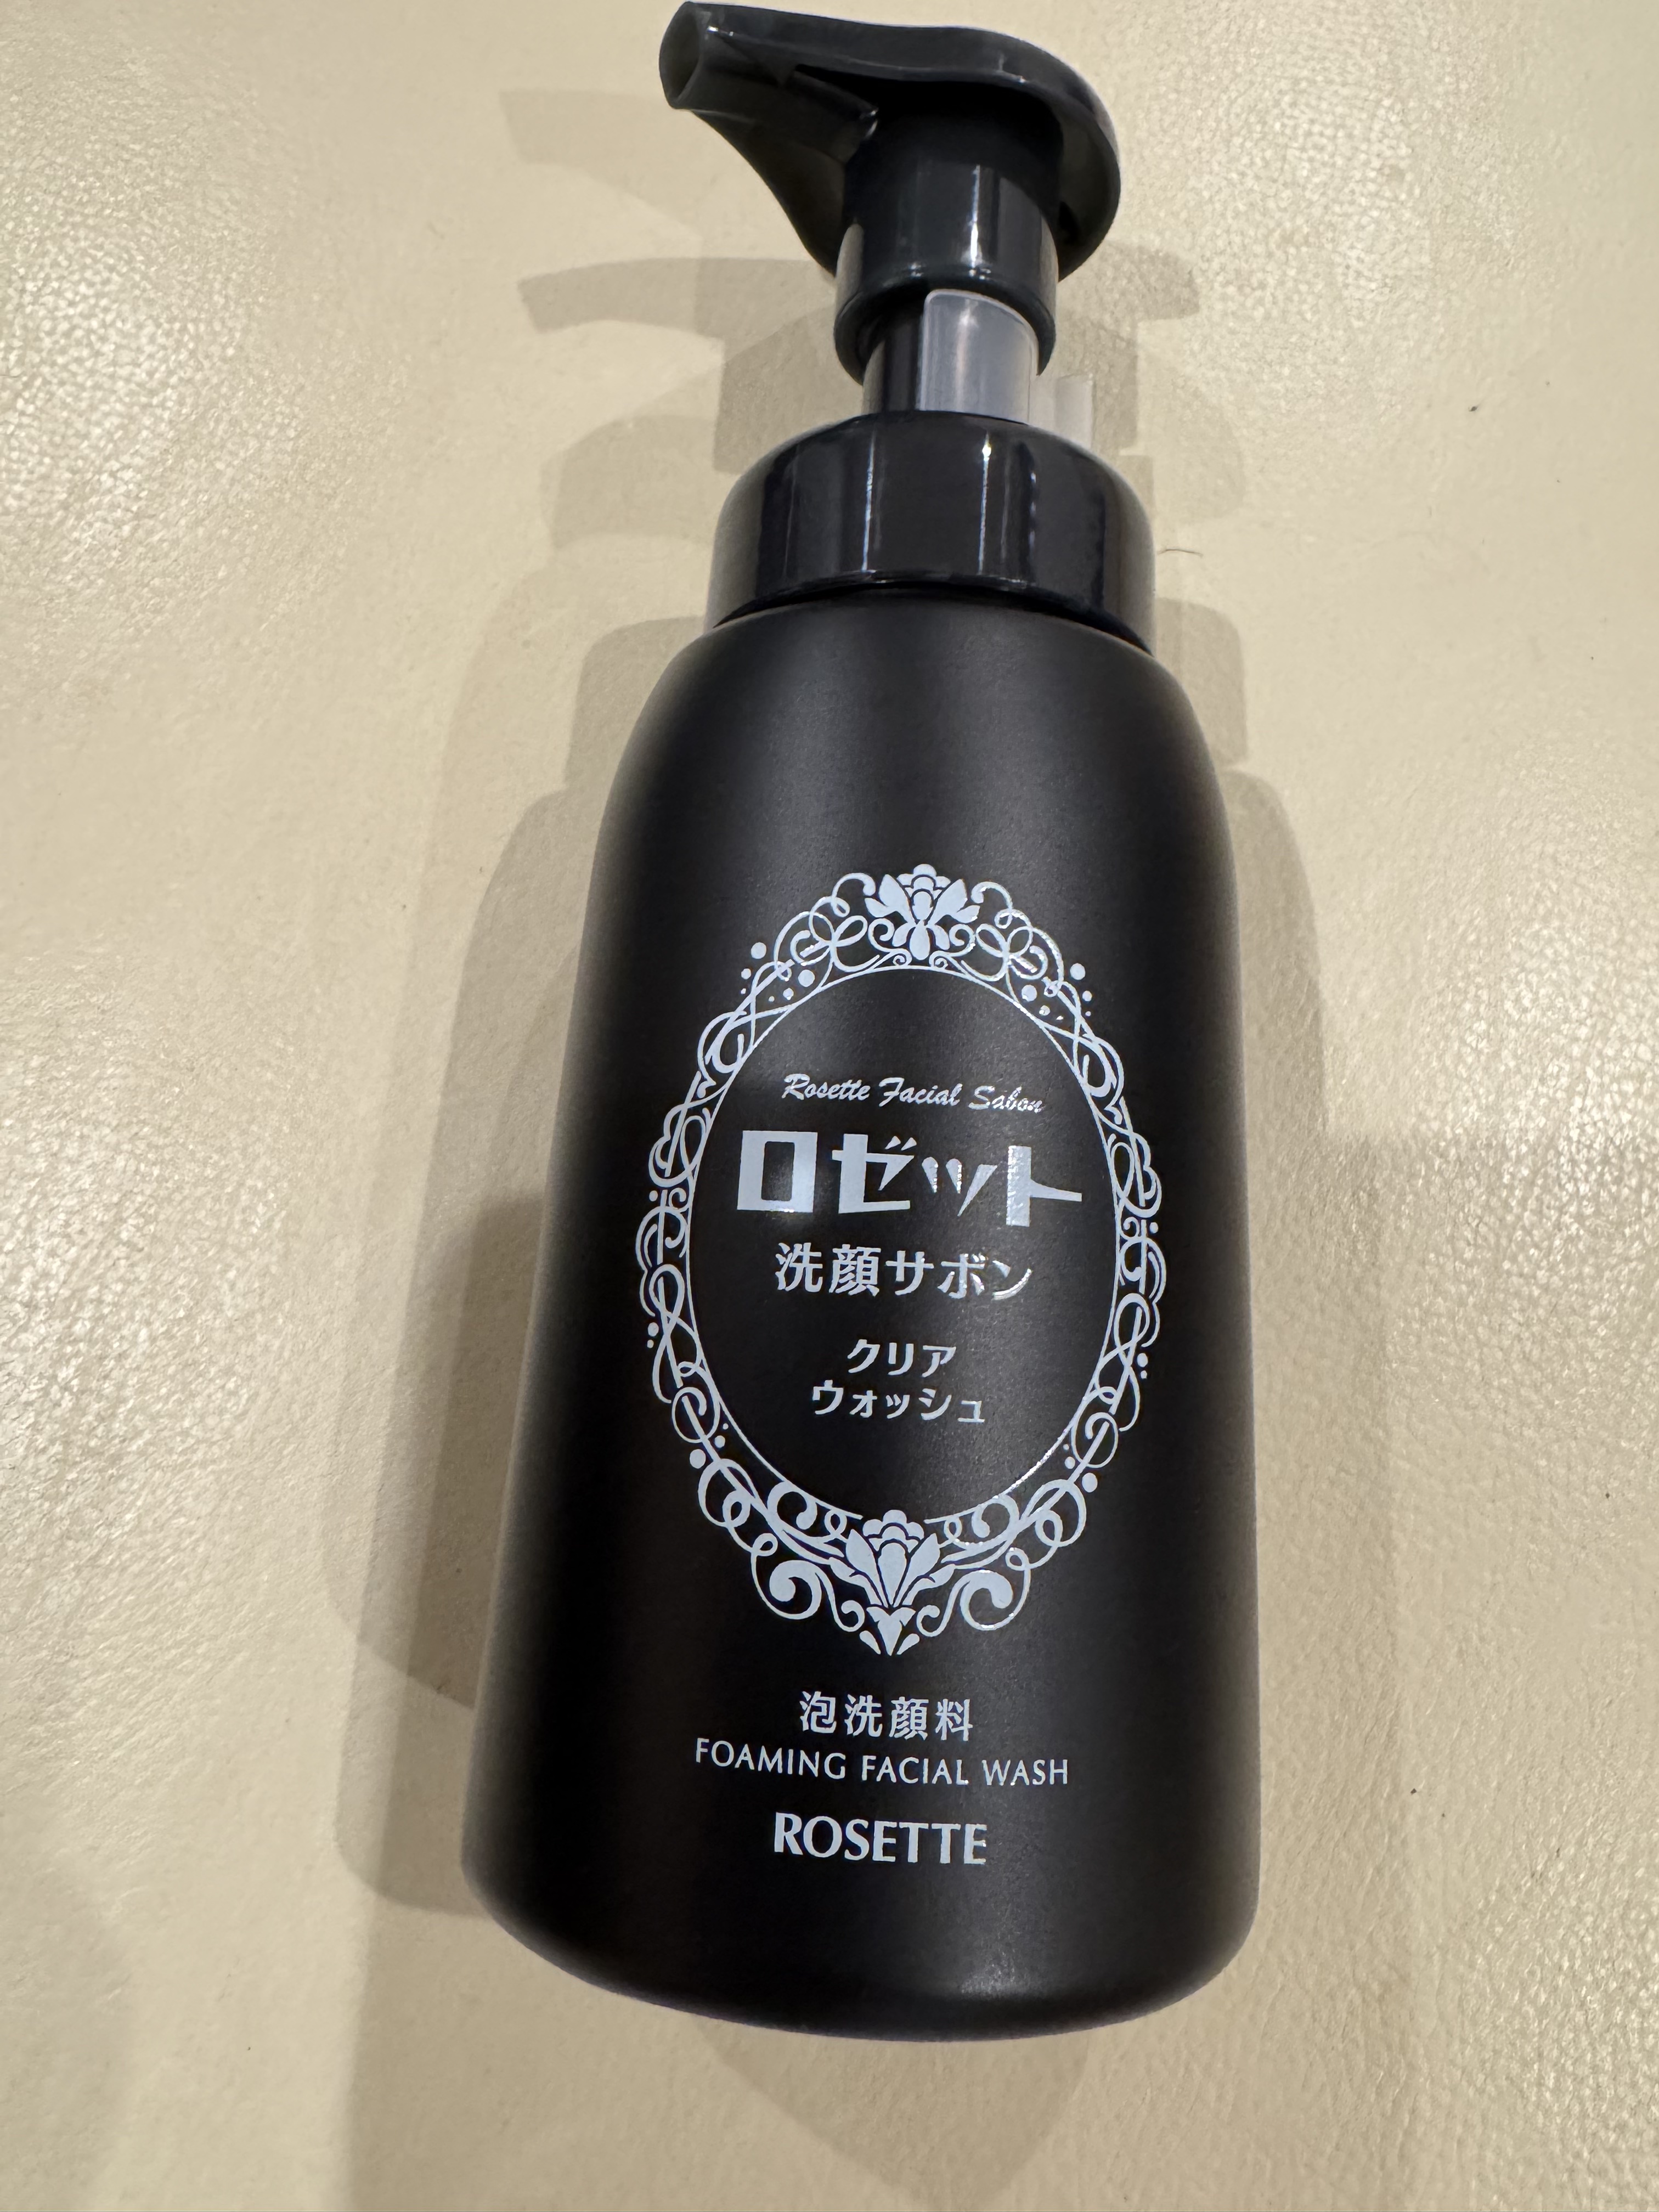 Rosette Facial Sabon
ロゼット
洗顔サボン
クリア
ウォッシュ
泡洗顔料
FOAMING FACIAL WASH
ROSETTE